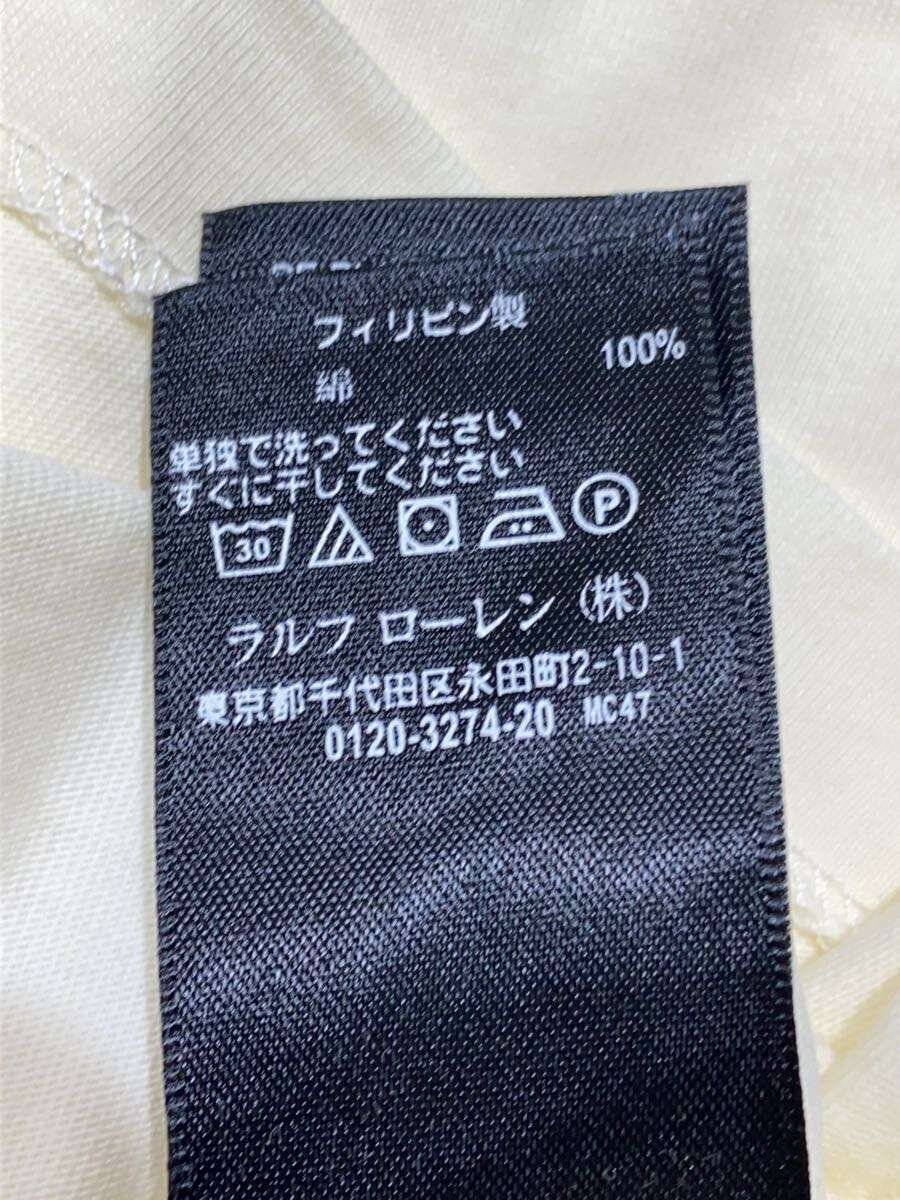 フィリピン製
綿 100%
単独で洗ってください
すぐに干してください
30 P
ラルフ ローレン (株)
東京都千代田区永田町2-10-1
0120-3274-20 MC47